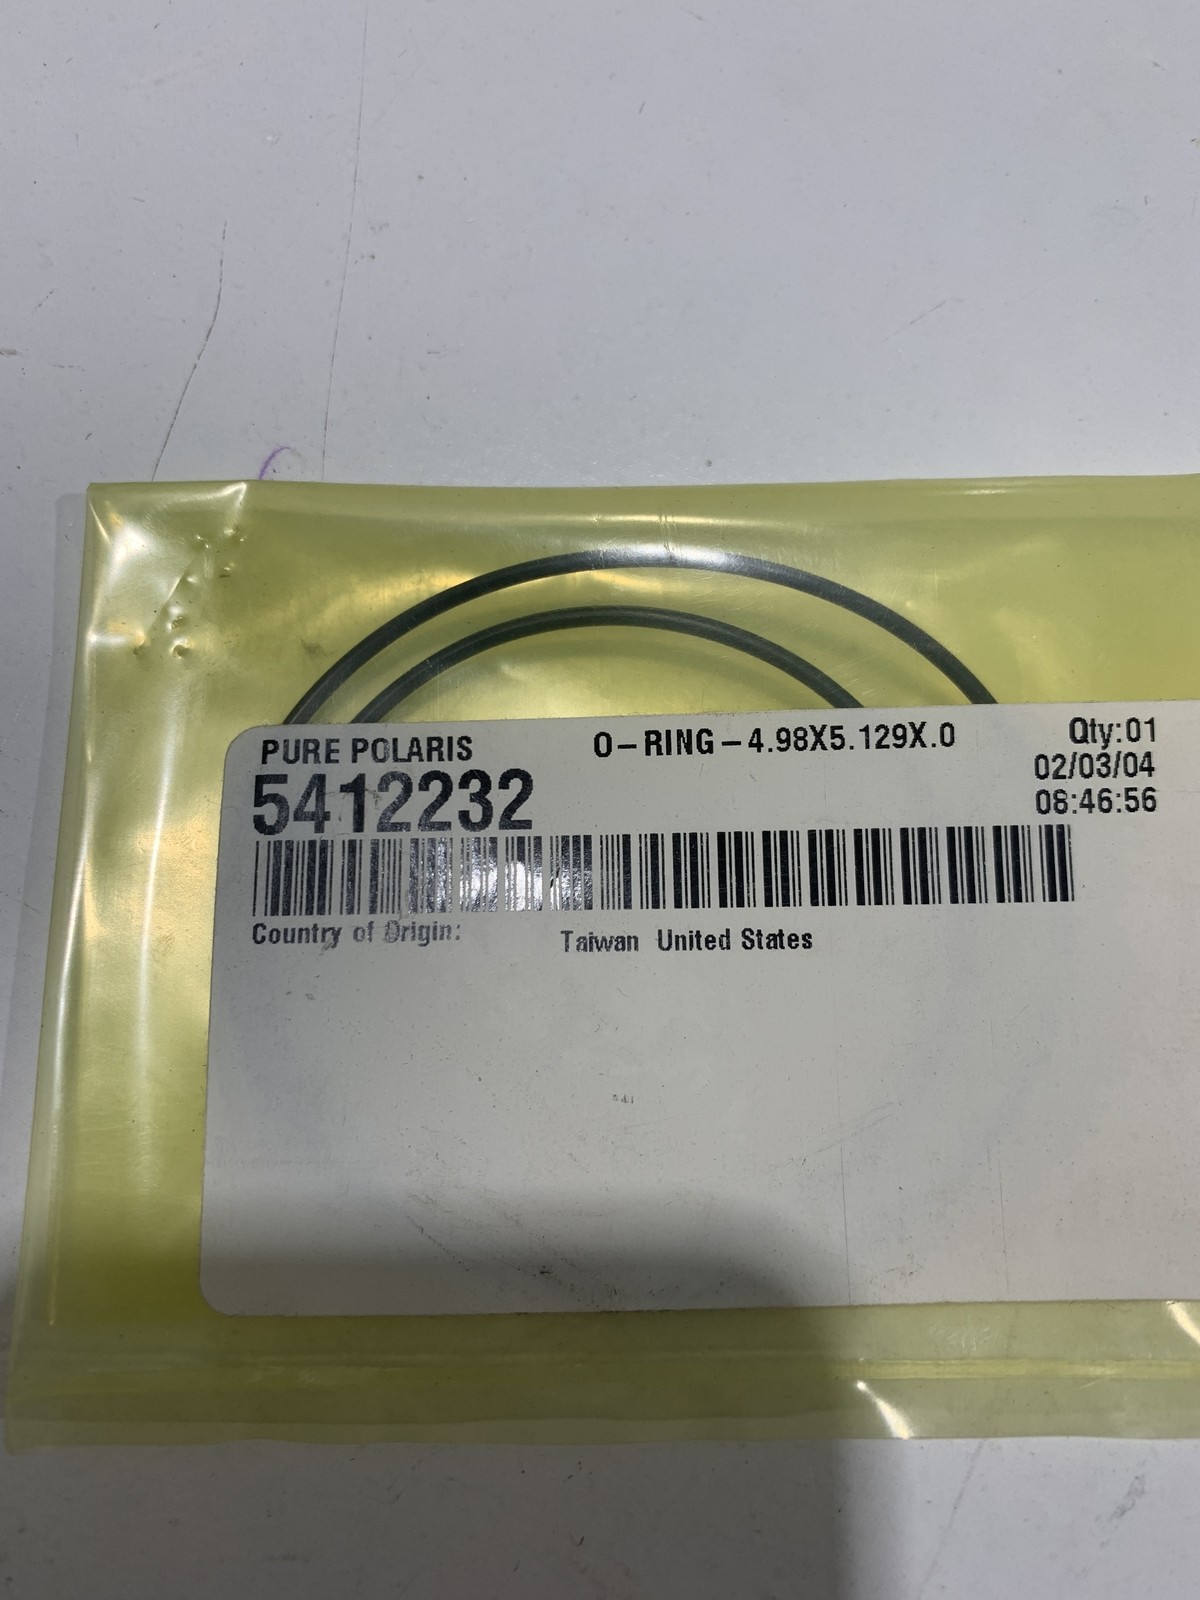 PURE POLARIS
O-RING-4.98X5.129X.0
Qty:01
5412232
02/03/04
08:46:56
Country of Origin: Taiwan United States